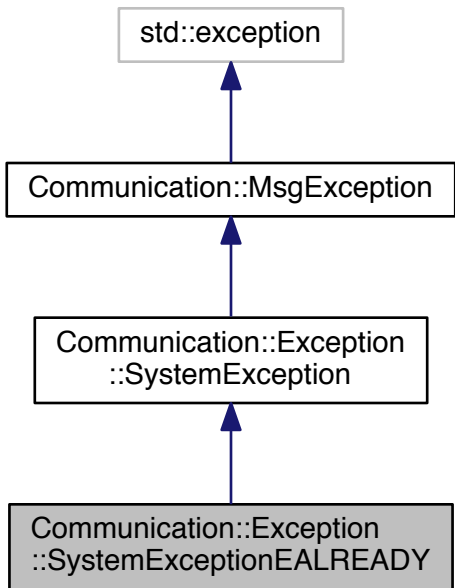 std::exception
Communication::MsgException
Communication::Exception
::SystemException
Communication::Exception
::SystemExceptionEALREADY